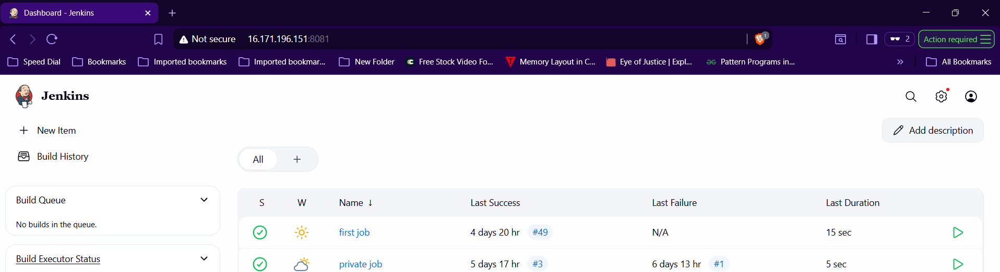 Dashboard - Jenkins
Not secure 16.171.196.151:8081
1
2
Action required
Speed Dial
Bookmarks
Imported bookmarks
Imported bookmar...
New Folder
Free Stock Video Fo...
Memory Layout in C...
Eye of Justice | Expl...
Pattern Programs in...
All Bookmarks
Jenkins
New Item
Add description
Build History
All +
Build Queue
No builds in the queue.
Build Executor Status
S W Name ↓ Last Success Last Failure Last Duration
first job 4 days 20 hr #49 N/A 15 sec
private job 5 days 17 hr #3 6 days 13 hr #1 5 sec